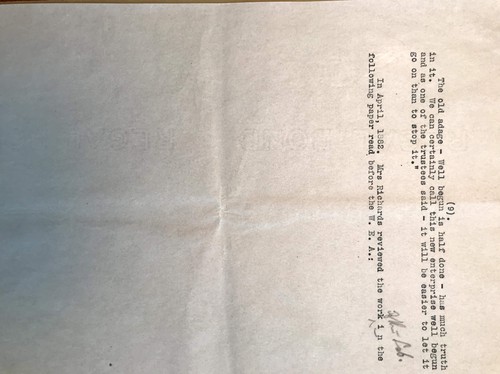 (9).
The old adage - Well begun is half done - has much truth
in it. We can certainly call this new enterprise well begun
and as one of the trustees said - it will be easier to let it
go on than to stop it."
In April, 1882. Mrs Richards reviewed the work in the
following paper read before the W. E. A.: